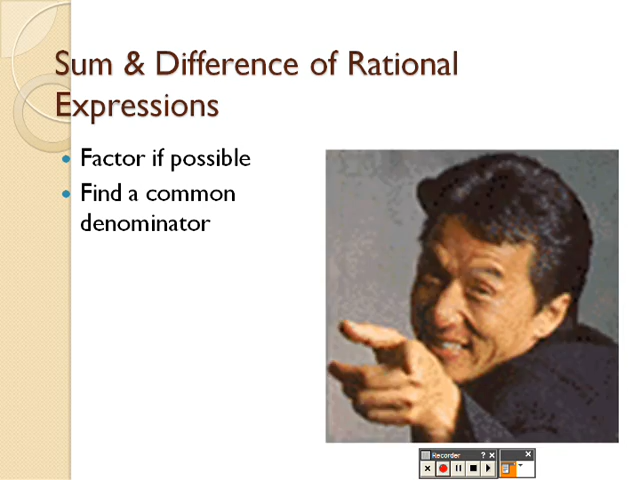 Sum & Difference of Rational
Expressions
Factor if possible
Find a common
denominator
Recorder